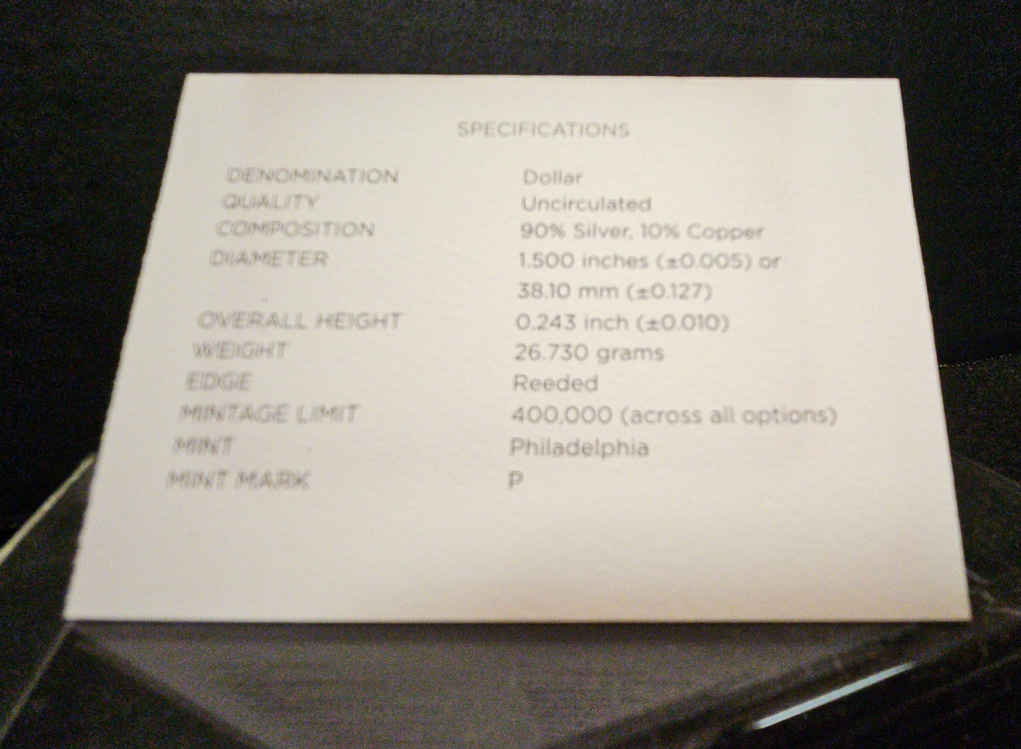 SPECIFICATIONS
DENOMINATION Dollar
QUALITY Uncirculated
COMPOSITION 90% Silver, 10% Copper
DIAMETER 1.500 inches (±0.005) or
38.10 mm (±0.127)
OVERALL HEIGHT 0.243 inch (±0.010)
WEIGHT 26.730 grams
EDGE Reeded
MINTAGE LIMIT 400,000 (across all options)
MINT Philadelphia
MINT MARK P